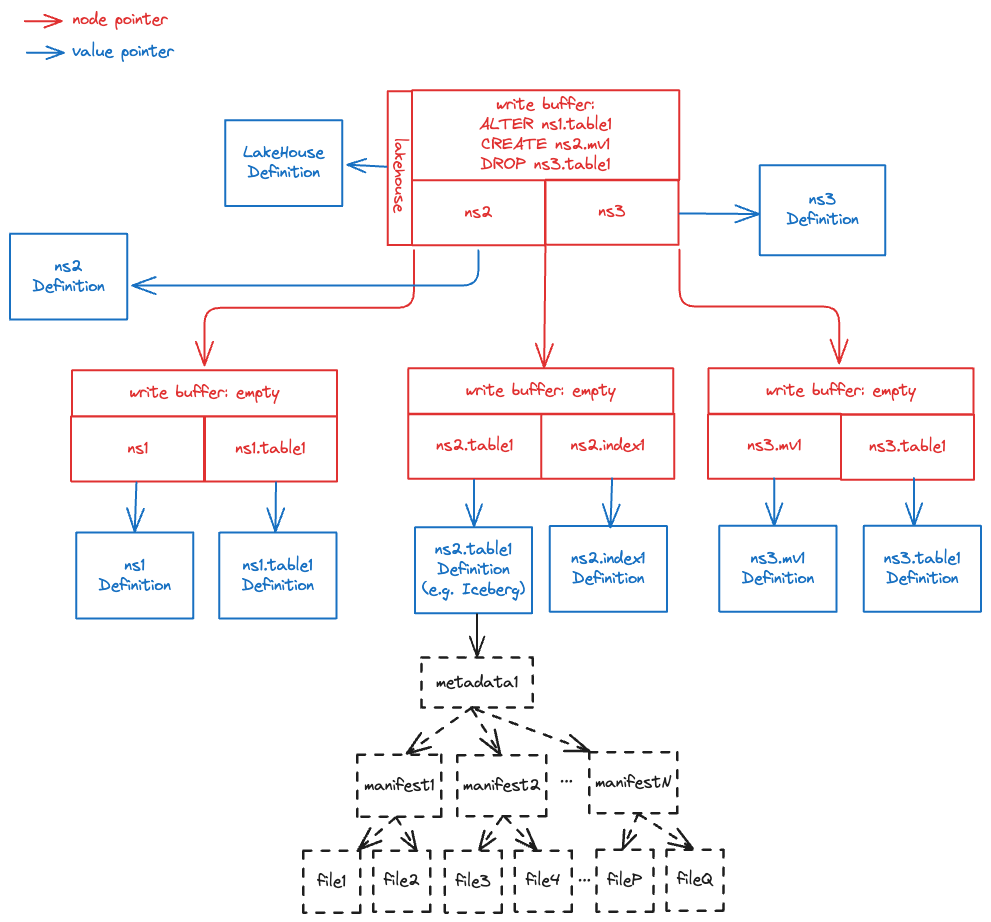 node pointer
value pointer
write buffer:
ALTER ns1.table1
CREATE ns2.mv1
DROP ns3.table1
lakehouse
LakeHouse
Definition
ns2
ns3
ns3
Definition
ns2
Definition
write buffer: empty
write buffer: empty
write buffer: empty
ns1
ns1.table1
ns2.table1
ns2.index1
ns3.mv1
ns3.table1
ns1
Definition
ns1.table1
Definition
ns2.table1
Definition
(e.g. Iceberg)
ns2.index1
Definition
ns3.mv1
Definition
ns3.table1
Definition
metadata1
manifest1
manifest2
...
manifestN
file1
file2
file3
file4
...
fileP
fileQ